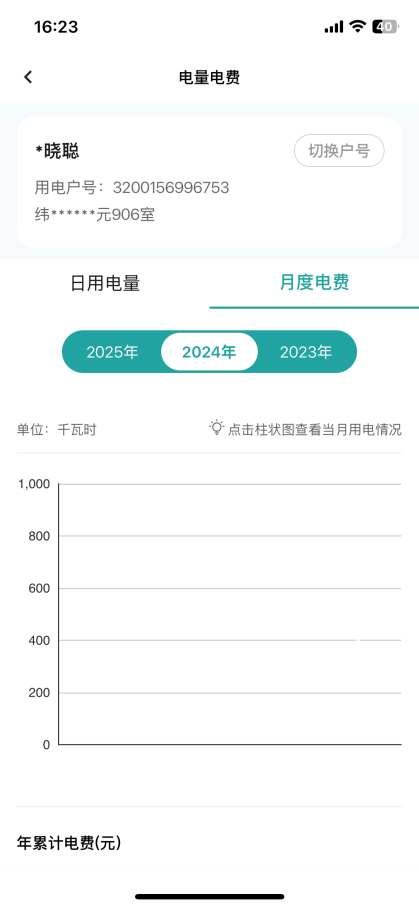 16:23
40
电量电费
*晓聪
切换户号
用电户号：3200156996753
纬******元906室
日用电量
月度电费
2025年
2024年
2023年
单位：千瓦时
点击柱状图查看当月用电情况
1,000
800
600
400
200
0
年累计电费(元)